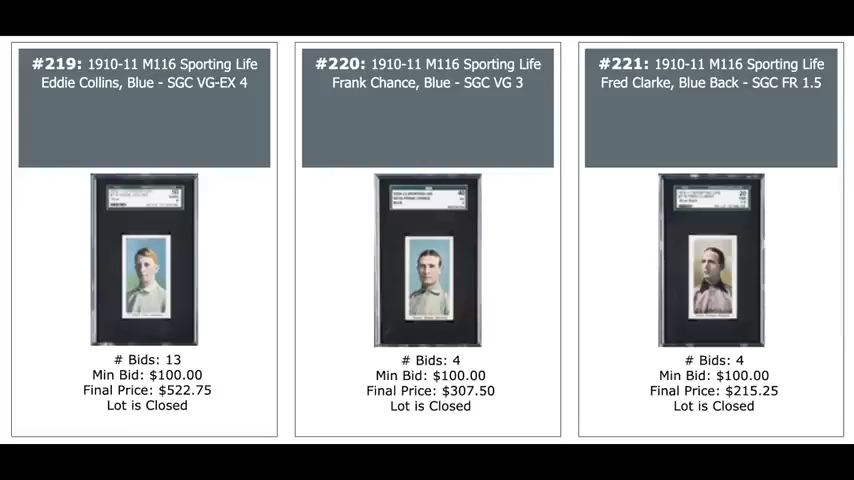 #219: 1910-11 M116 Sporting Life
Eddie Collins, Blue - SGC VG-EX 4
# Bids: 13
Min Bid: $100.00
Final Price: $522.75
Lot is Closed
#220: 1910-11 M116 Sporting Life
Frank Chance, Blue - SGC VG 3
# Bids: 4
Min Bid: $100.00
Final Price: $307.50
Lot is Closed
#221: 1910-11 M116 Sporting Life
Fred Clarke, Blue Back - SGC FR 1.5
# Bids: 4
Min Bid: $100.00
Final Price: $215.25
Lot is Closed